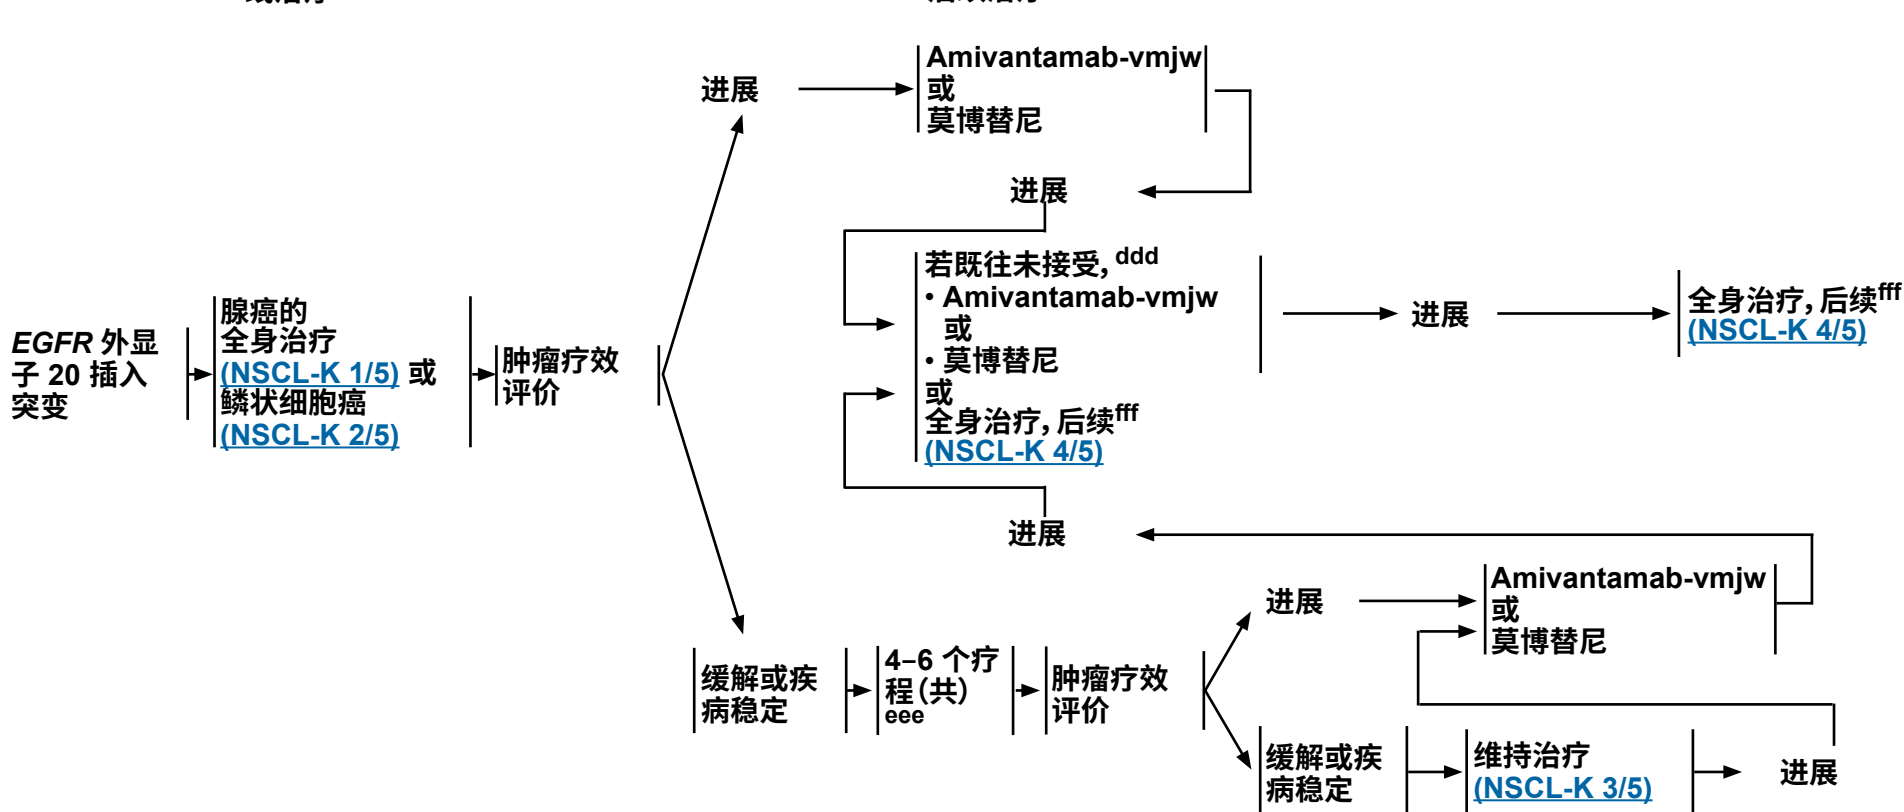 进展
Amivantamab-vmjw
或
莫博替尼
进展
EGFR 外显
子 20 插入
突变
腺癌的
全身治疗
(NSCL-K 1/5) 或
鳞状细胞癌
(NSCL-K 2/5)
肿瘤疗效
评价
若既往未接受, ddd
• Amivantamab-vmjw
或
• 莫博替尼
或
全身治疗, 后续fff
(NSCL-K 4/5)
进展
全身治疗, 后续fff
(NSCL-K 4/5)
进展
缓解或疾
病稳定
4–6 个疗
程(共)
eee
肿瘤疗效
评价
进展
Amivantamab-vmjw
或
莫博替尼
缓解或疾
病稳定
维持治疗
(NSCL-K 3/5)
进展